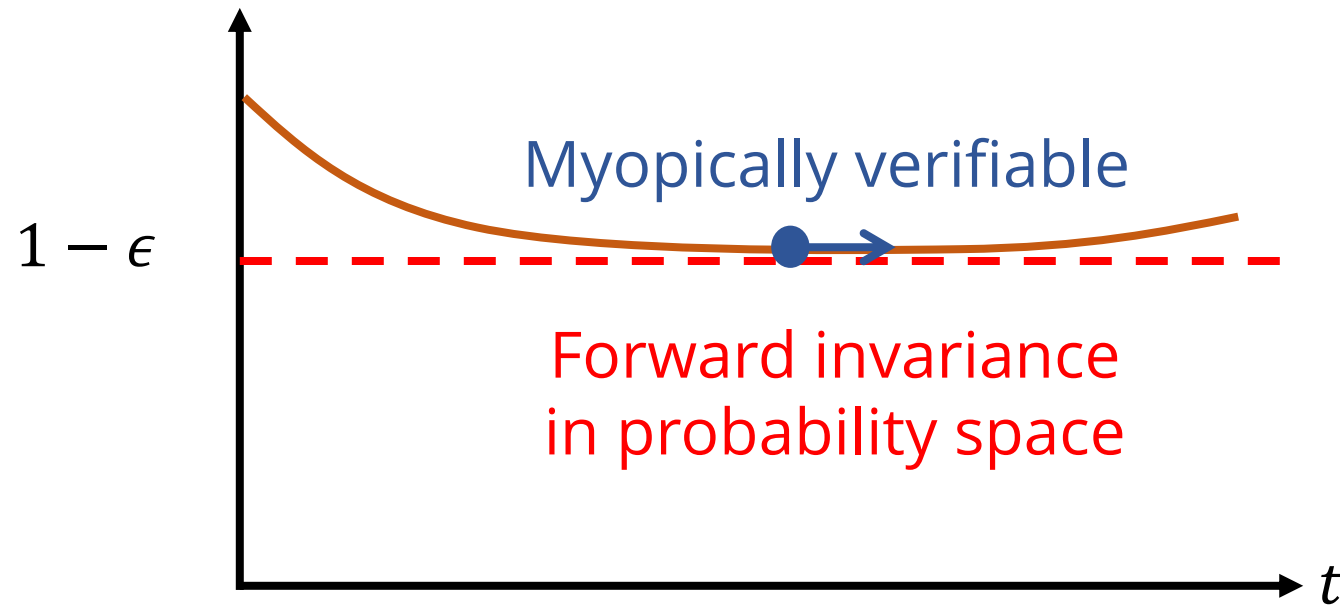 Myopically verifiable
1 − ϵ
Forward invariance
in probability space
t